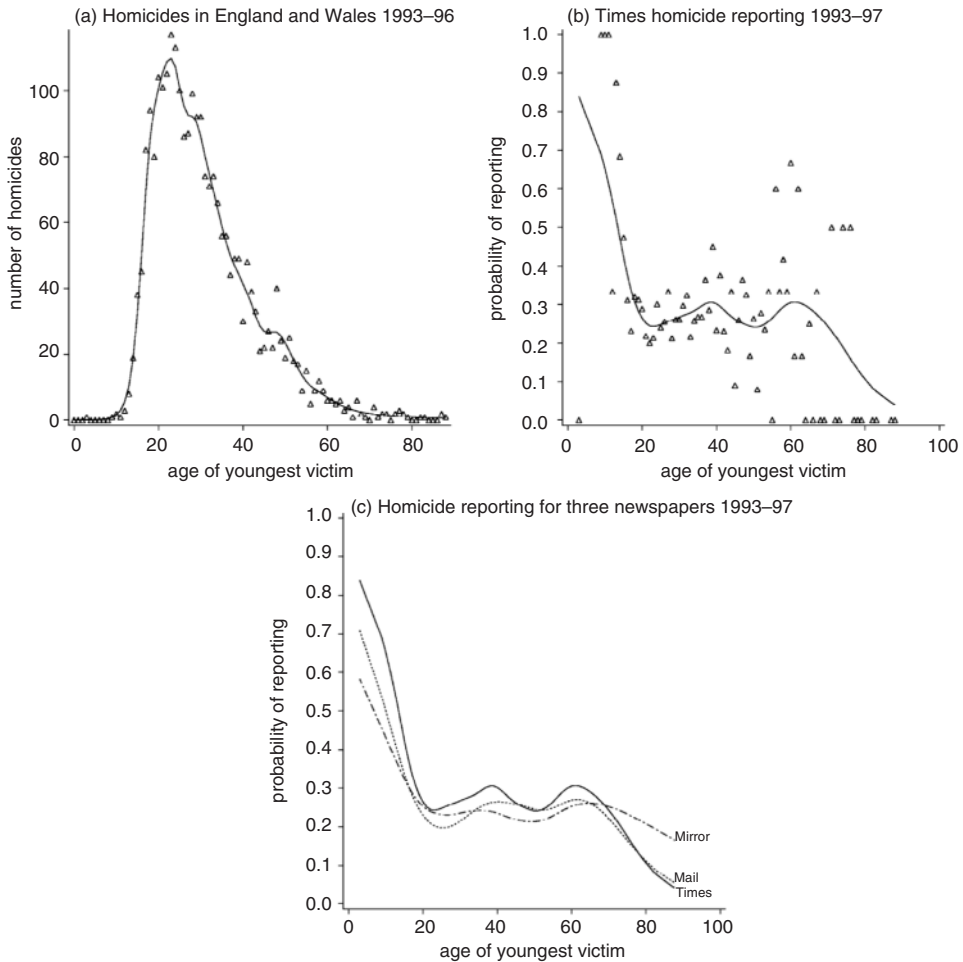 (a) Homicides in England and Wales 1993–96
number of homicides
100
80
60
40
20
0
0 20 40 60 80
age of youngest victim
(b) Times homicide reporting 1993–97
probability of reporting
1.0
0.9
0.8
0.7
0.6
0.5
0.4
0.3
0.2
0.1
0.0
0 20 40 60 80 100
age of youngest victim
(c) Homicide reporting for three newspapers 1993–97
probability of reporting
1.0
0.9
0.8
0.7
0.6
0.5
0.4
0.3
0.2
0.1
0.0
Mirror
Mail
Times
0 20 40 60 80 100
age of youngest victim